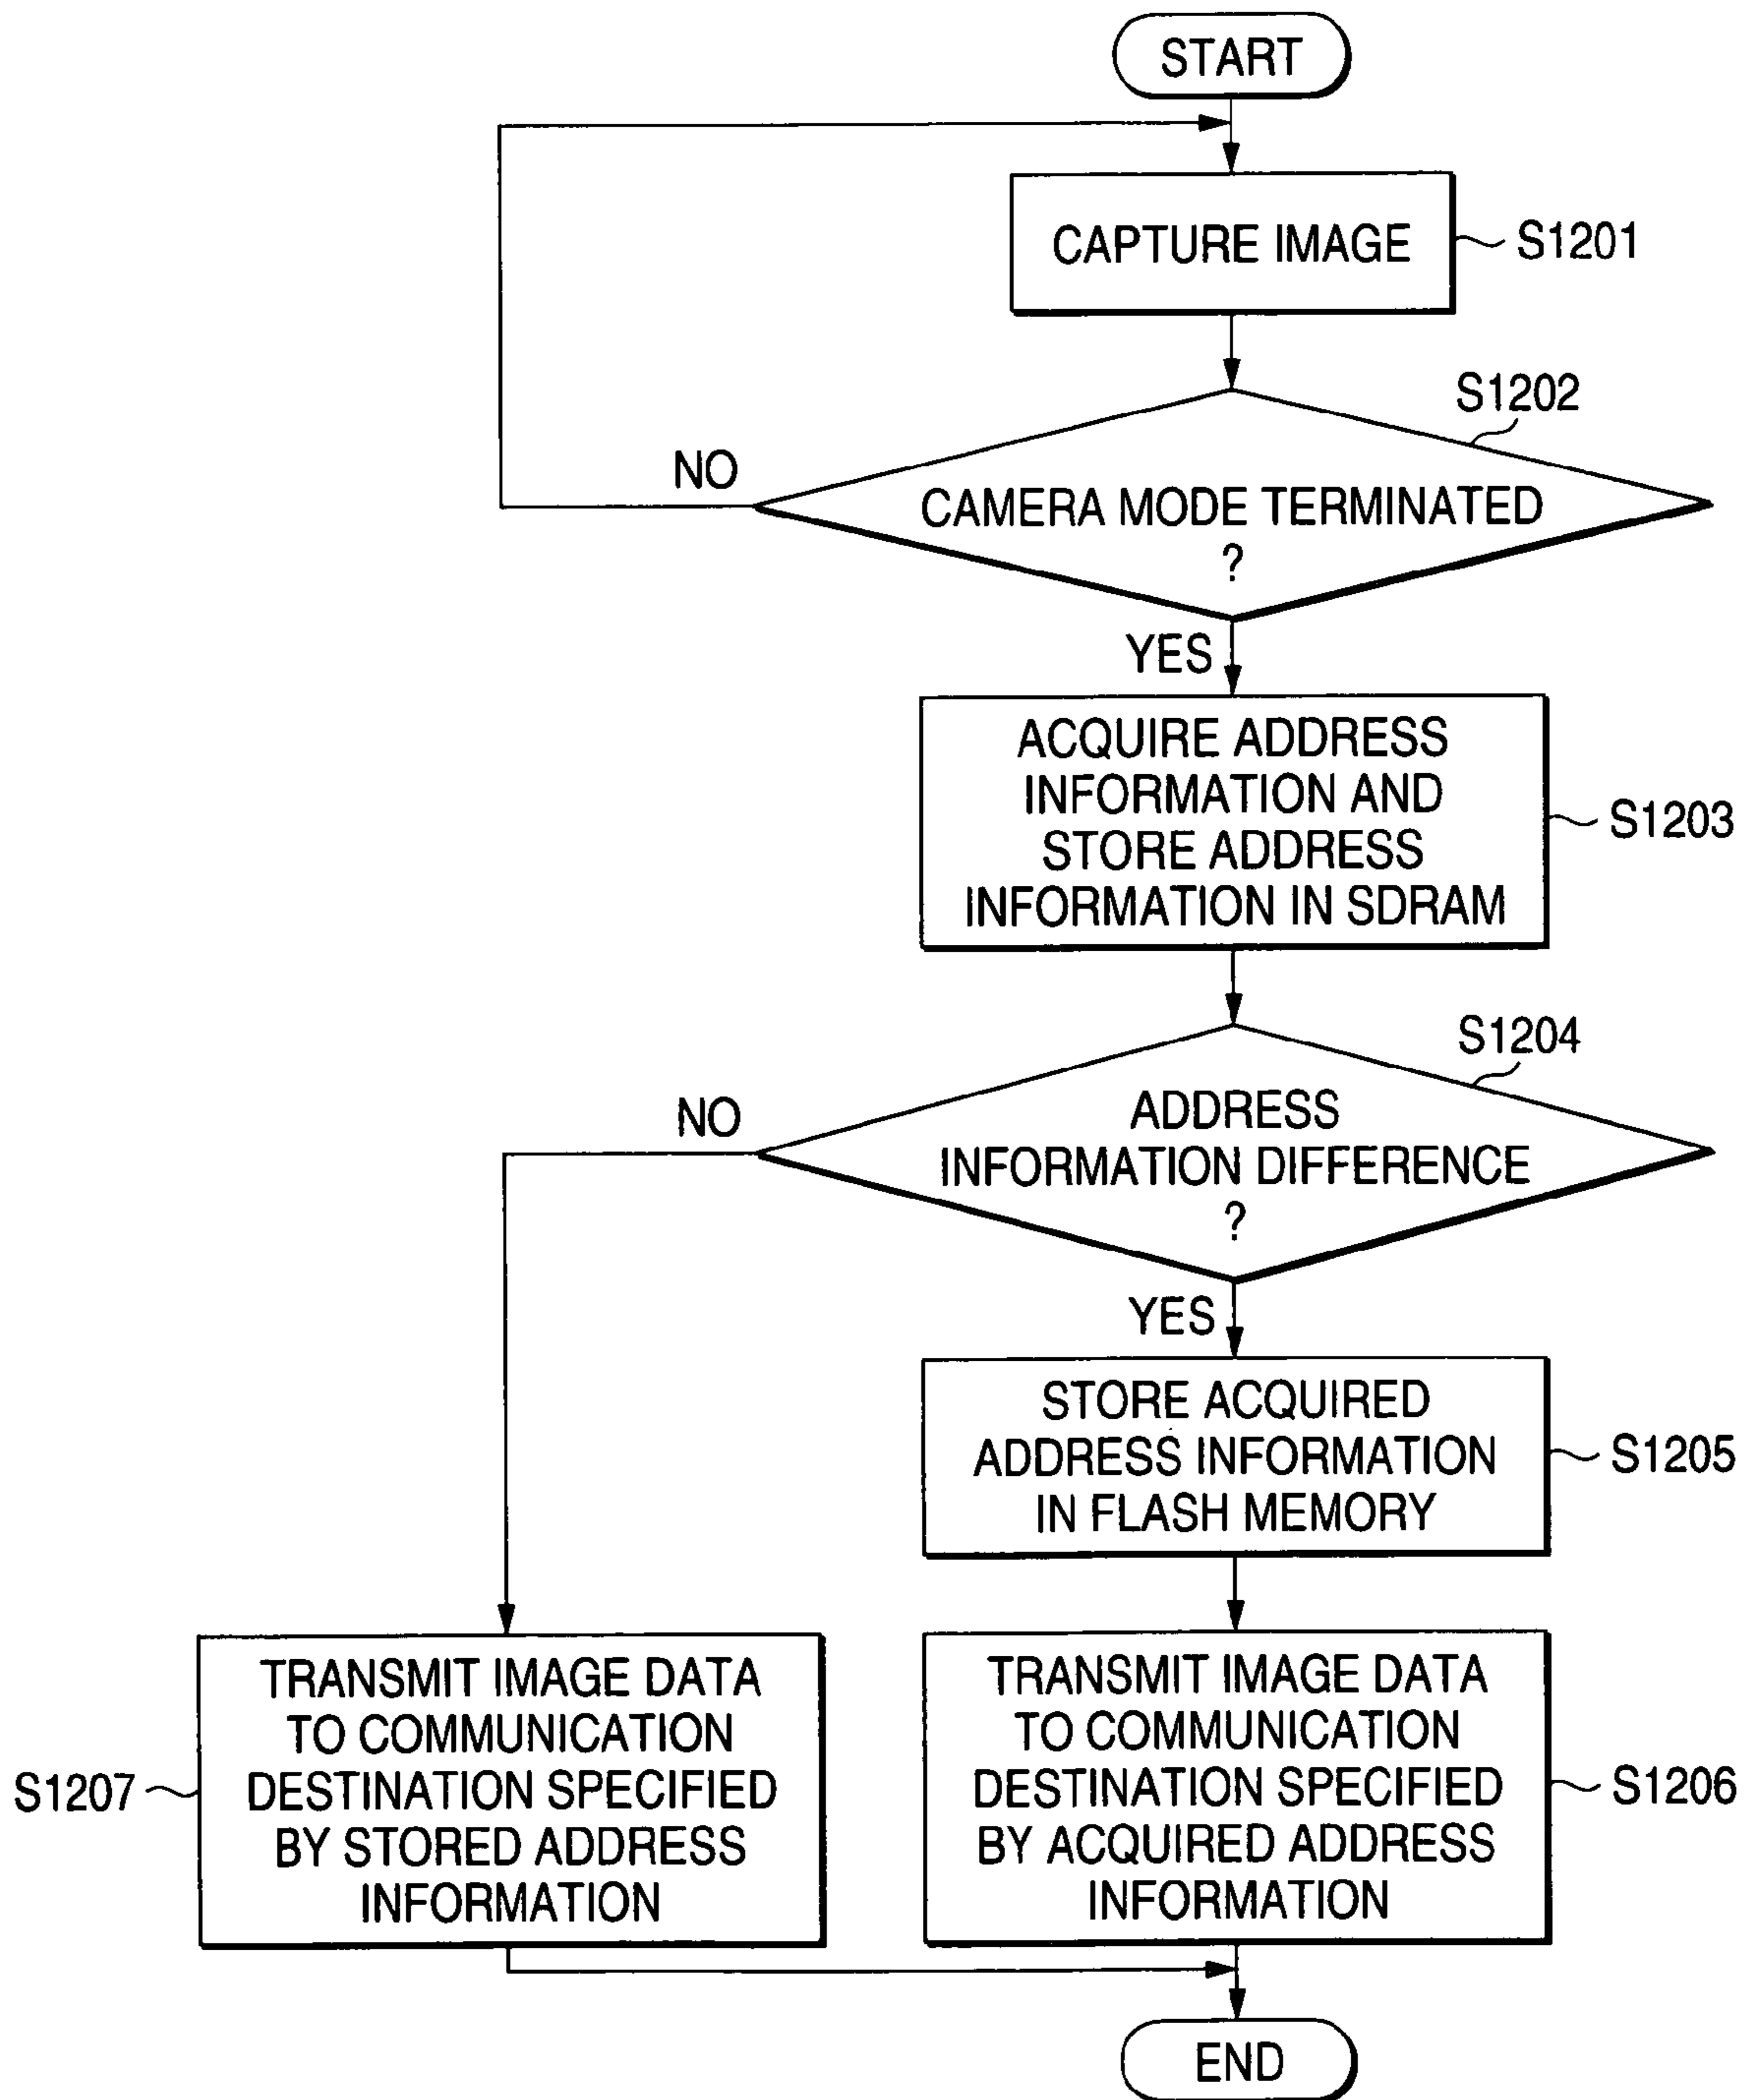 START
CAPTURE IMAGE
S1201
S1202
NO
CAMERA MODE TERMINATED
?
YES
ACQUIRE ADDRESS
INFORMATION AND
STORE ADDRESS
INFORMATION IN SDRAM
S1203
S1204
NO
ADDRESS
INFORMATION DIFFERENCE
?
YES
STORE ACQUIRED
ADDRESS INFORMATION
IN FLASH MEMORY
S1205
S1207
TRANSMIT IMAGE DATA
TO COMMUNICATION
DESTINATION SPECIFIED
BY STORED ADDRESS
INFORMATION
TRANSMIT IMAGE DATA
TO COMMUNICATION
DESTINATION SPECIFIED
BY ACQUIRED ADDRESS
INFORMATION
S1206
END